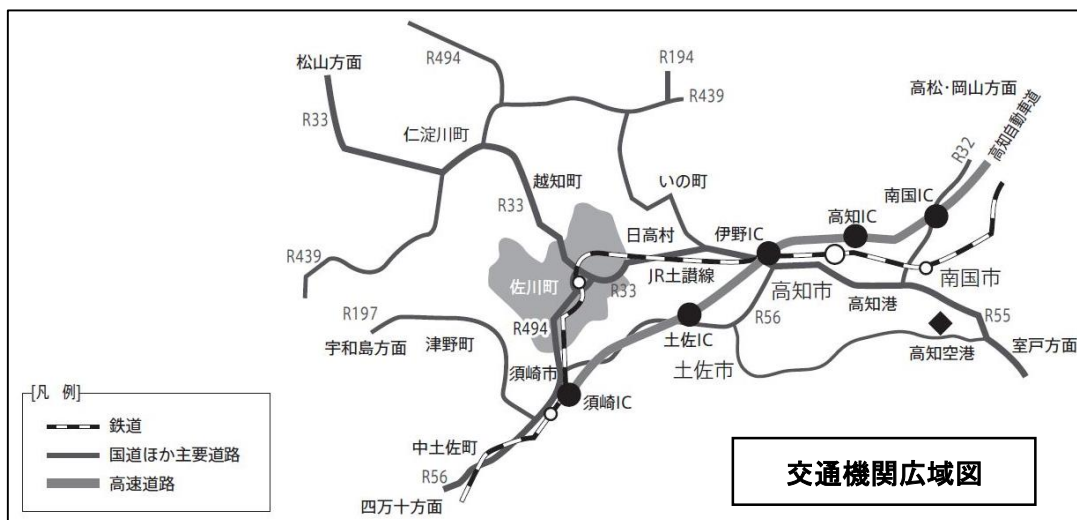 R494
R194
松山方面
高松・岡山方面
R439
R33
高知自動車道
仁淀川町
R32
越知町
いの町
南国IC
高知IC
R33
日高村
伊野IC
R439
JR土讃線
南国市
佐川町
R33
高知市
高知港
R197
R494
R56
R55
津野町
土佐IC
宇和島方面
高知空港
室戸方面
土佐市
須崎市
須崎IC
[凡 例]
鉄道
国道ほか主要道路
高速道路
中土佐町
R56
四万十方面
交通機関広域図